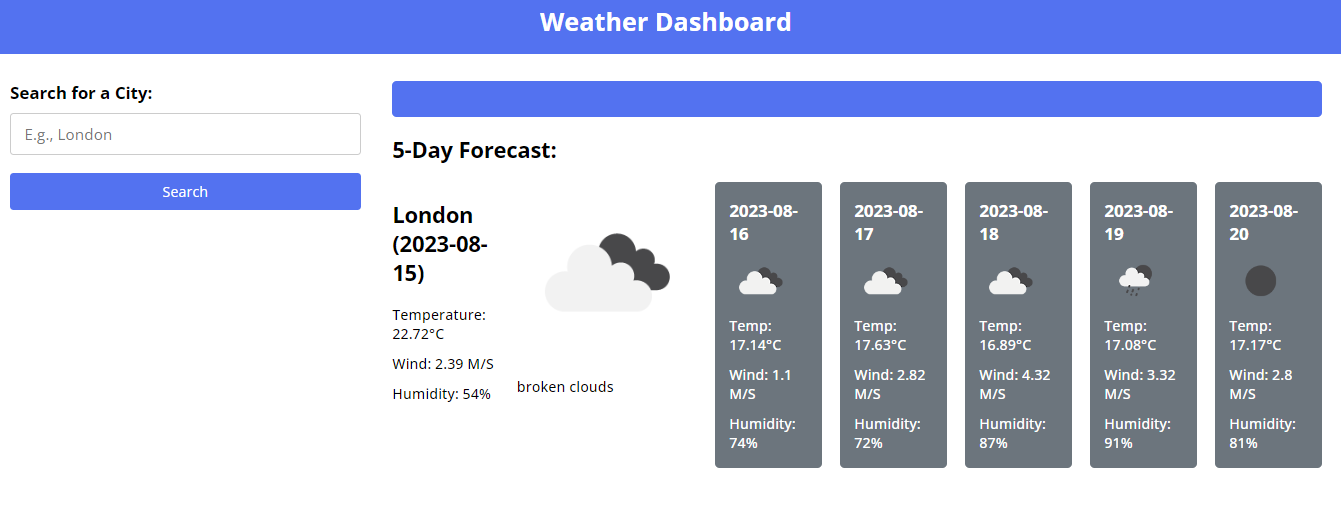 Weather Dashboard
Search for a City:
E.g., London
Search
5-Day Forecast:
London
(2023-08-
15)
Temperature:
22.72°C
Wind: 2.39 M/S
Humidity: 54%
broken clouds
2023-08-
16
Temp:
17.14°C
Wind: 1.1
M/S
Humidity:
74%
2023-08-
17
Temp:
17.63°C
Wind: 2.82
M/S
Humidity:
72%
2023-08-
18
Temp:
16.89°C
Wind: 4.32
M/S
Humidity:
87%
2023-08-
19
Temp:
17.08°C
Wind: 3.32
M/S
Humidity:
91%
2023-08-
20
Temp:
17.17°C
Wind: 2.8
M/S
Humidity:
81%